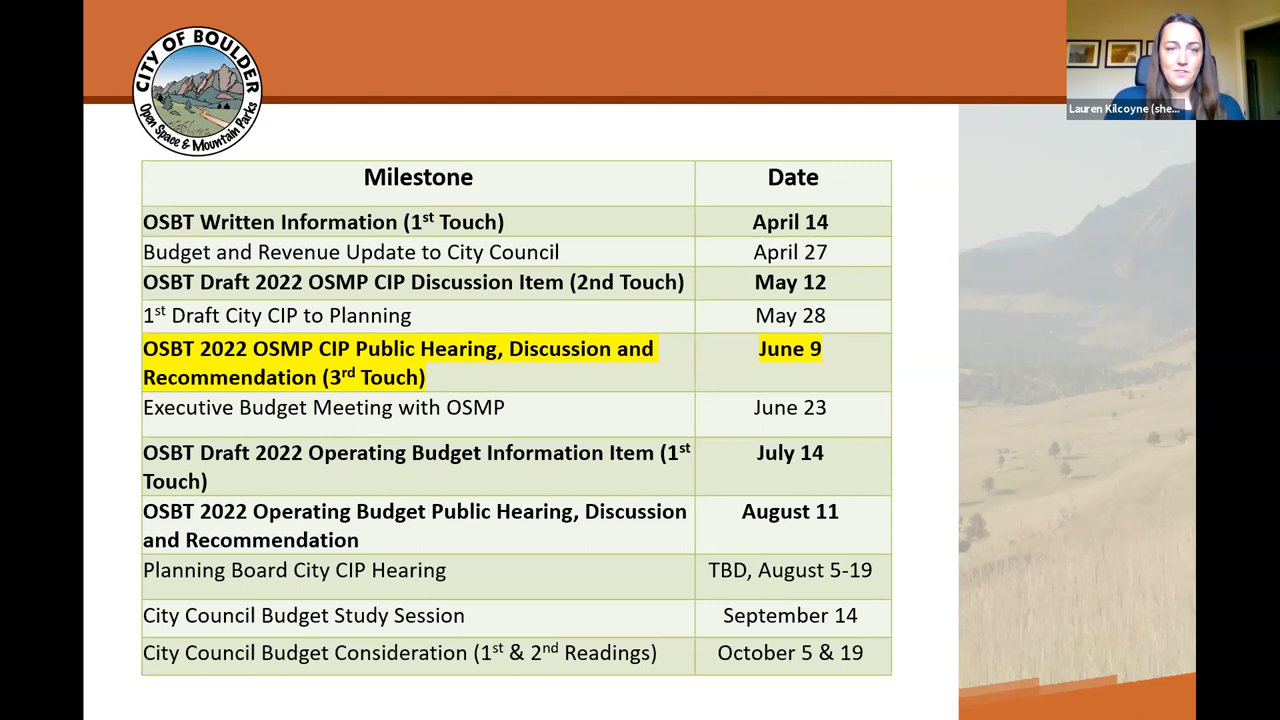 CITY OF BOULDER
Open Space & Mountain Parks
Lauren Kilcoyne (she...
Milestone
Date
OSBT Written Information (1st Touch)
April 14
Budget and Revenue Update to City Council
April 27
OSBT Draft 2022 OSMP CIP Discussion Item (2nd Touch)
May 12
1st Draft City CIP to Planning
May 28
OSBT 2022 OSMP CIP Public Hearing, Discussion and
Recommendation (3rd Touch)
June 9
Executive Budget Meeting with OSMP
June 23
OSBT Draft 2022 Operating Budget Information Item (1st
Touch)
July 14
OSBT 2022 Operating Budget Public Hearing, Discussion
and Recommendation
August 11
Planning Board City CIP Hearing
TBD, August 5-19
City Council Budget Study Session
September 14
City Council Budget Consideration (1st & 2nd Readings)
October 5 & 19